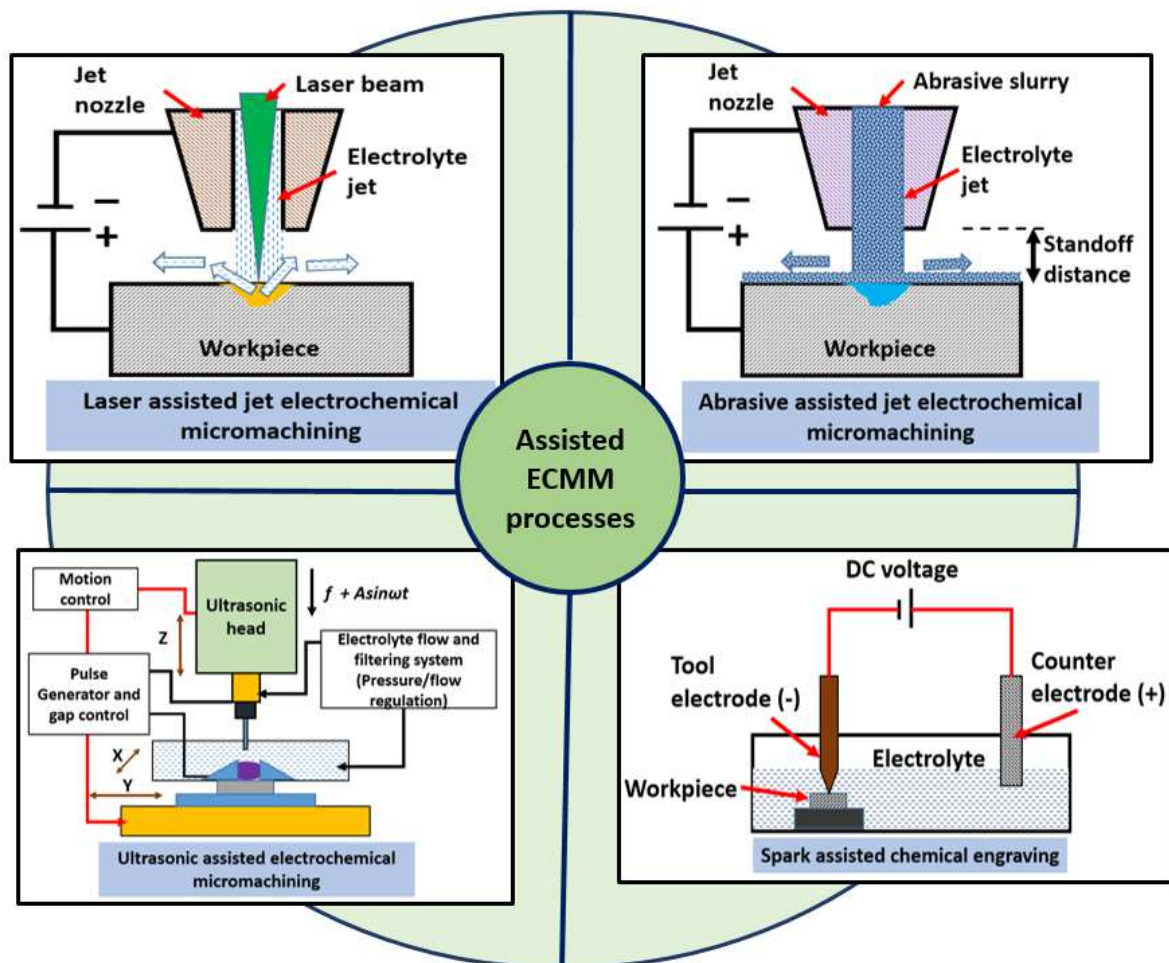 Jet
nozzle
Laser beam
Electrolyte
jet
−
+
Workpiece
Laser assisted jet electrochemical
micromachining
Jet
nozzle
Abrasive slurry
Electrolyte
jet
−
+
Standoff
distance
Workpiece
Abrasive assisted jet electrochemical
micromachining
Assisted
ECMM
processes
Motion
control
Ultrasonic
head
f + Asinωt
Z
Electrolyte flow and
filtering system
(Pressure/flow
regulation)
Pulse
Generator and
gap control
X
Y
Ultrasonic assisted electrochemical
micromachining
DC voltage
Tool
electrode (-)
Counter
electrode (+)
Electrolyte
Workpiece
Spark assisted chemical engraving